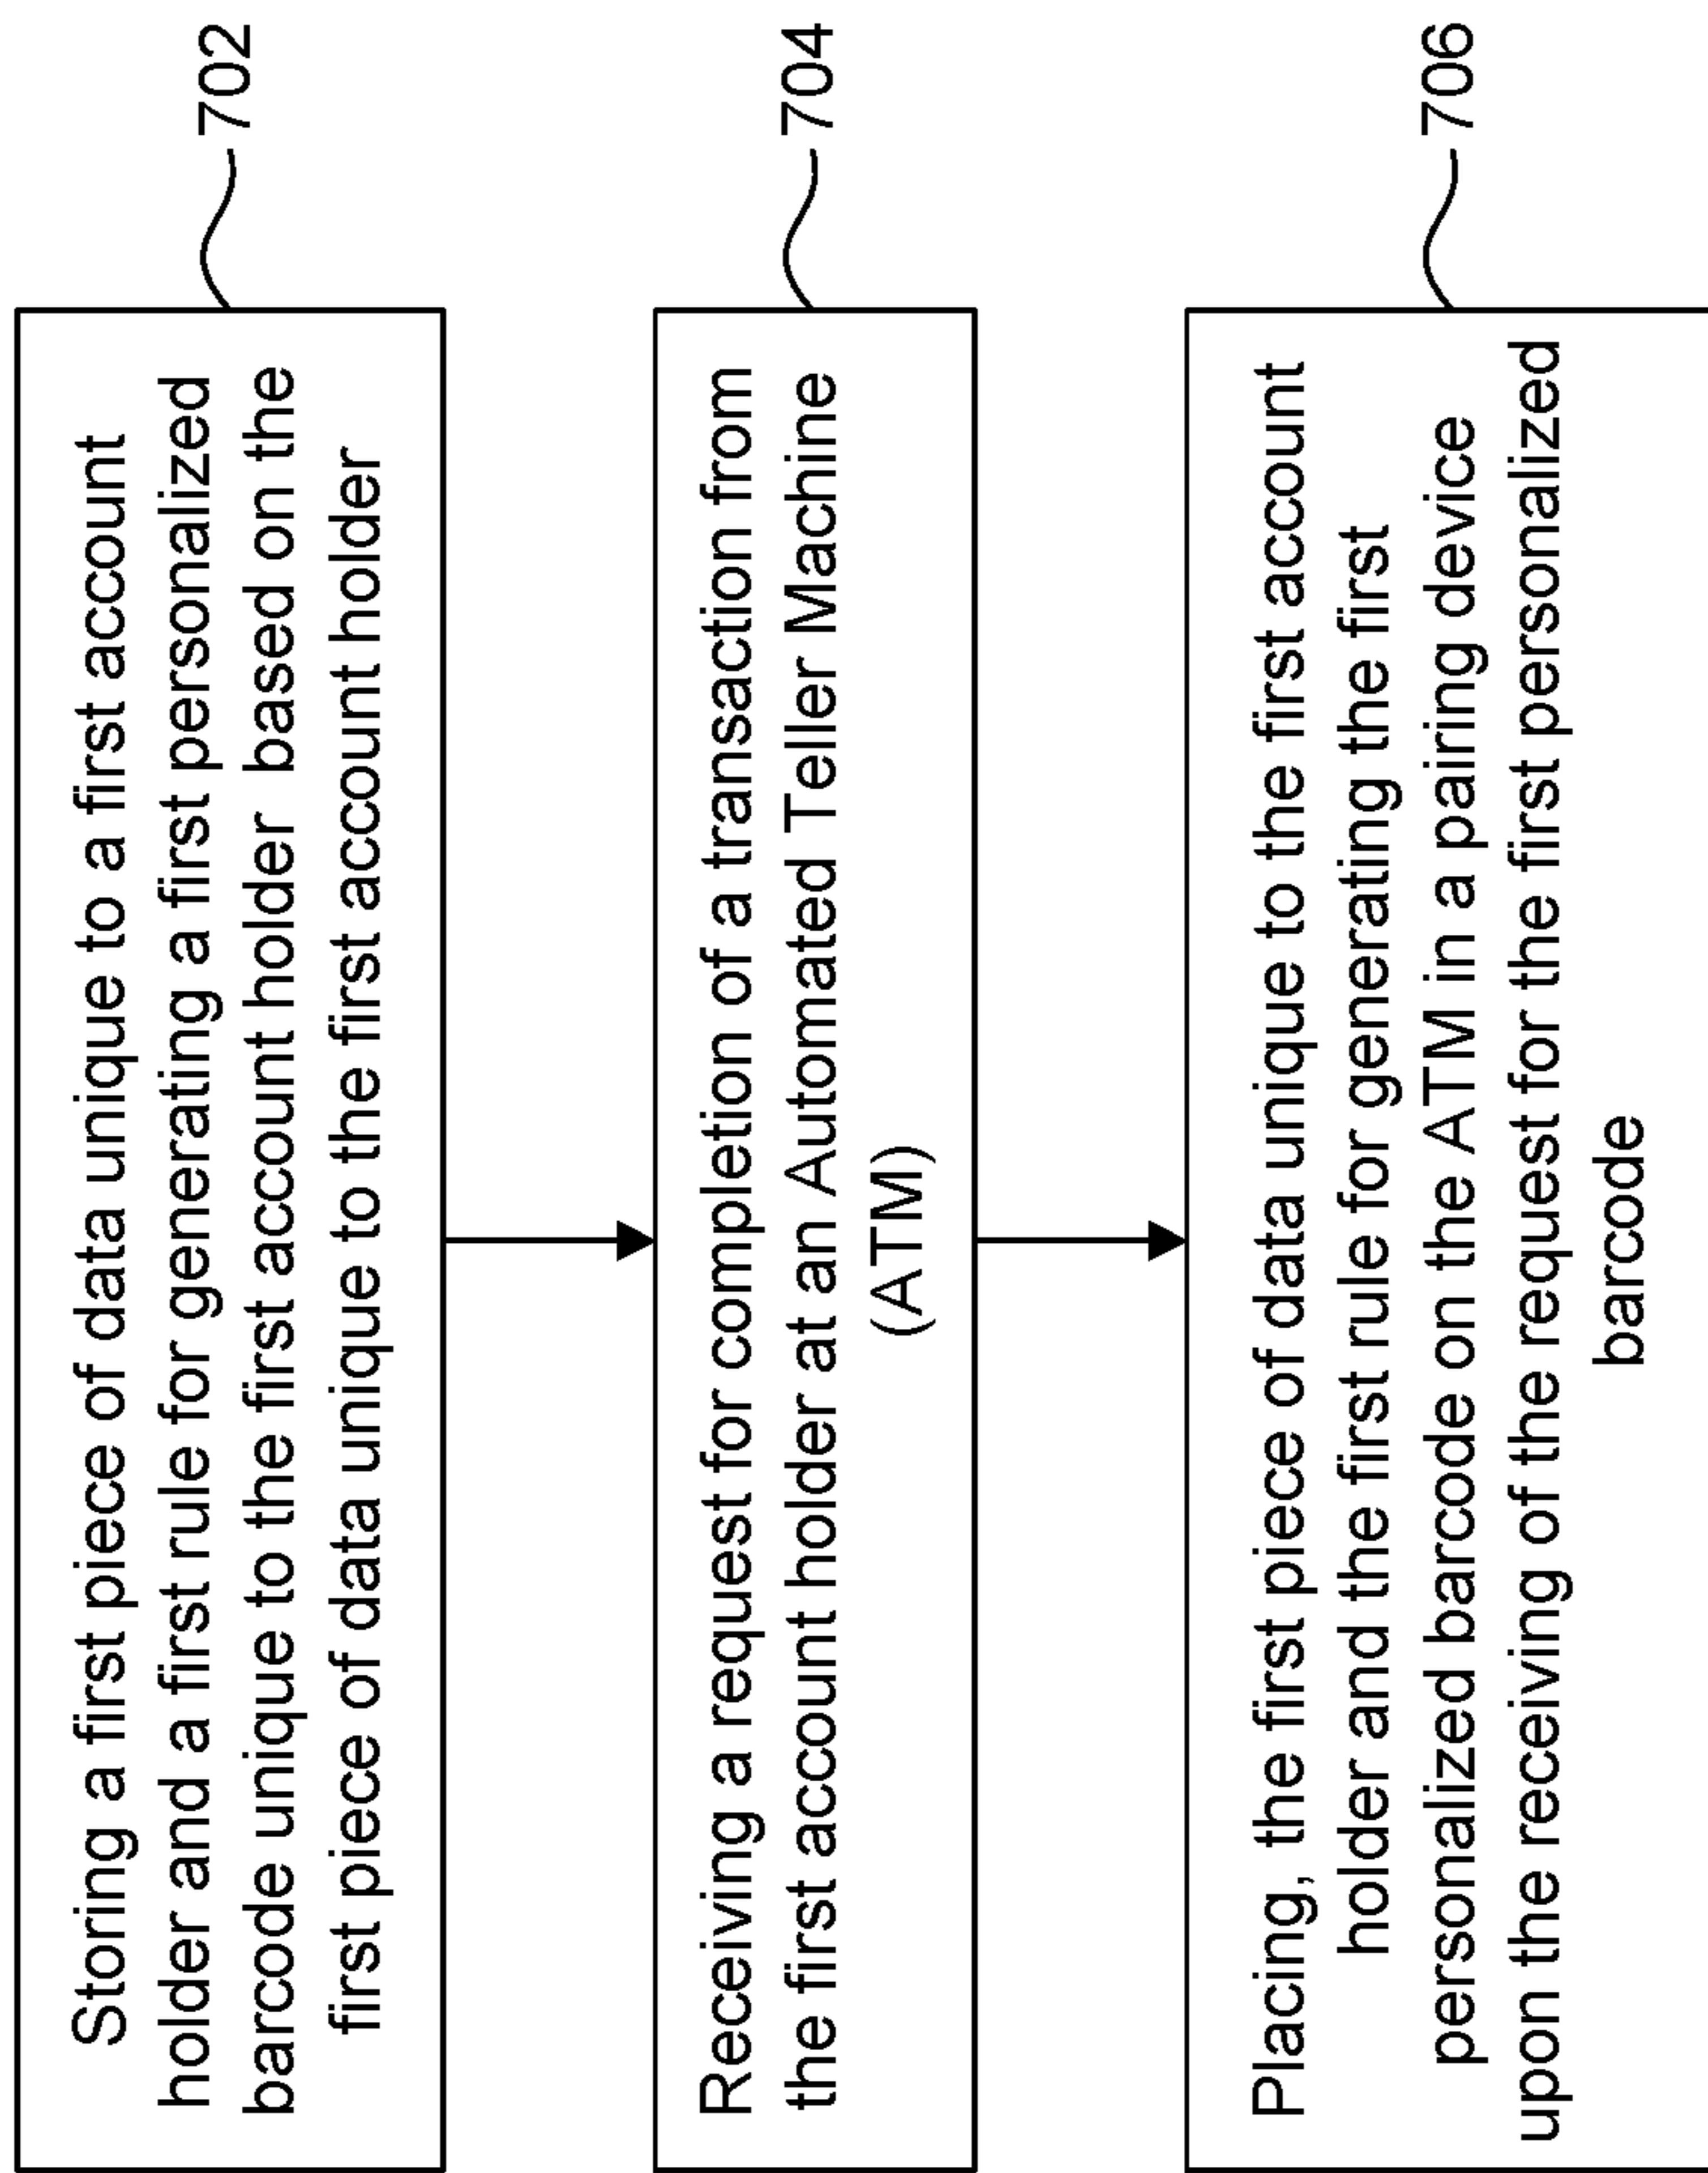 Storing a first piece of data unique to a first account
holder and a first rule for generating a first personalized
barcode unique to the first account holder based on the
first piece of data unique to the first account holder
702
Receiving a request for completion of a transaction from
the first account holder at an Automated Teller Machine
(ATM)
704
Placing, the first piece of data unique to the first account
holder and the first rule for generating the first
personalized barcode on the ATM in a pairing device
upon the receiving of the request for the first personalized
barcode
706